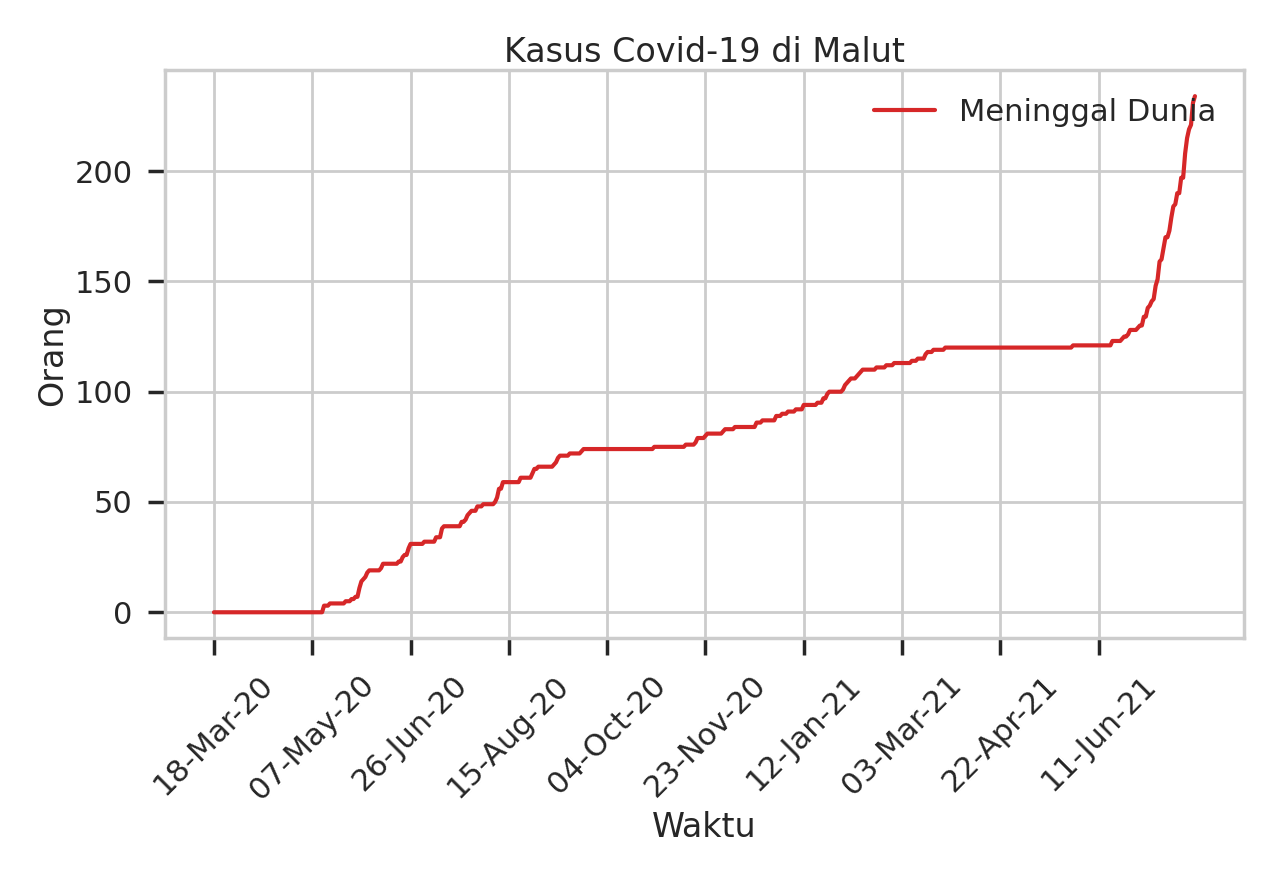 Kasus Covid-19 di Malut
Meninggal Dunia
200
150
100
50
0
Orang
18-Mar-20
07-May-20
26-Jun-20
15-Aug-20
04-Oct-20
23-Nov-20
12-Jan-21
03-Mar-21
22-Apr-21
11-Jun-21
Waktu